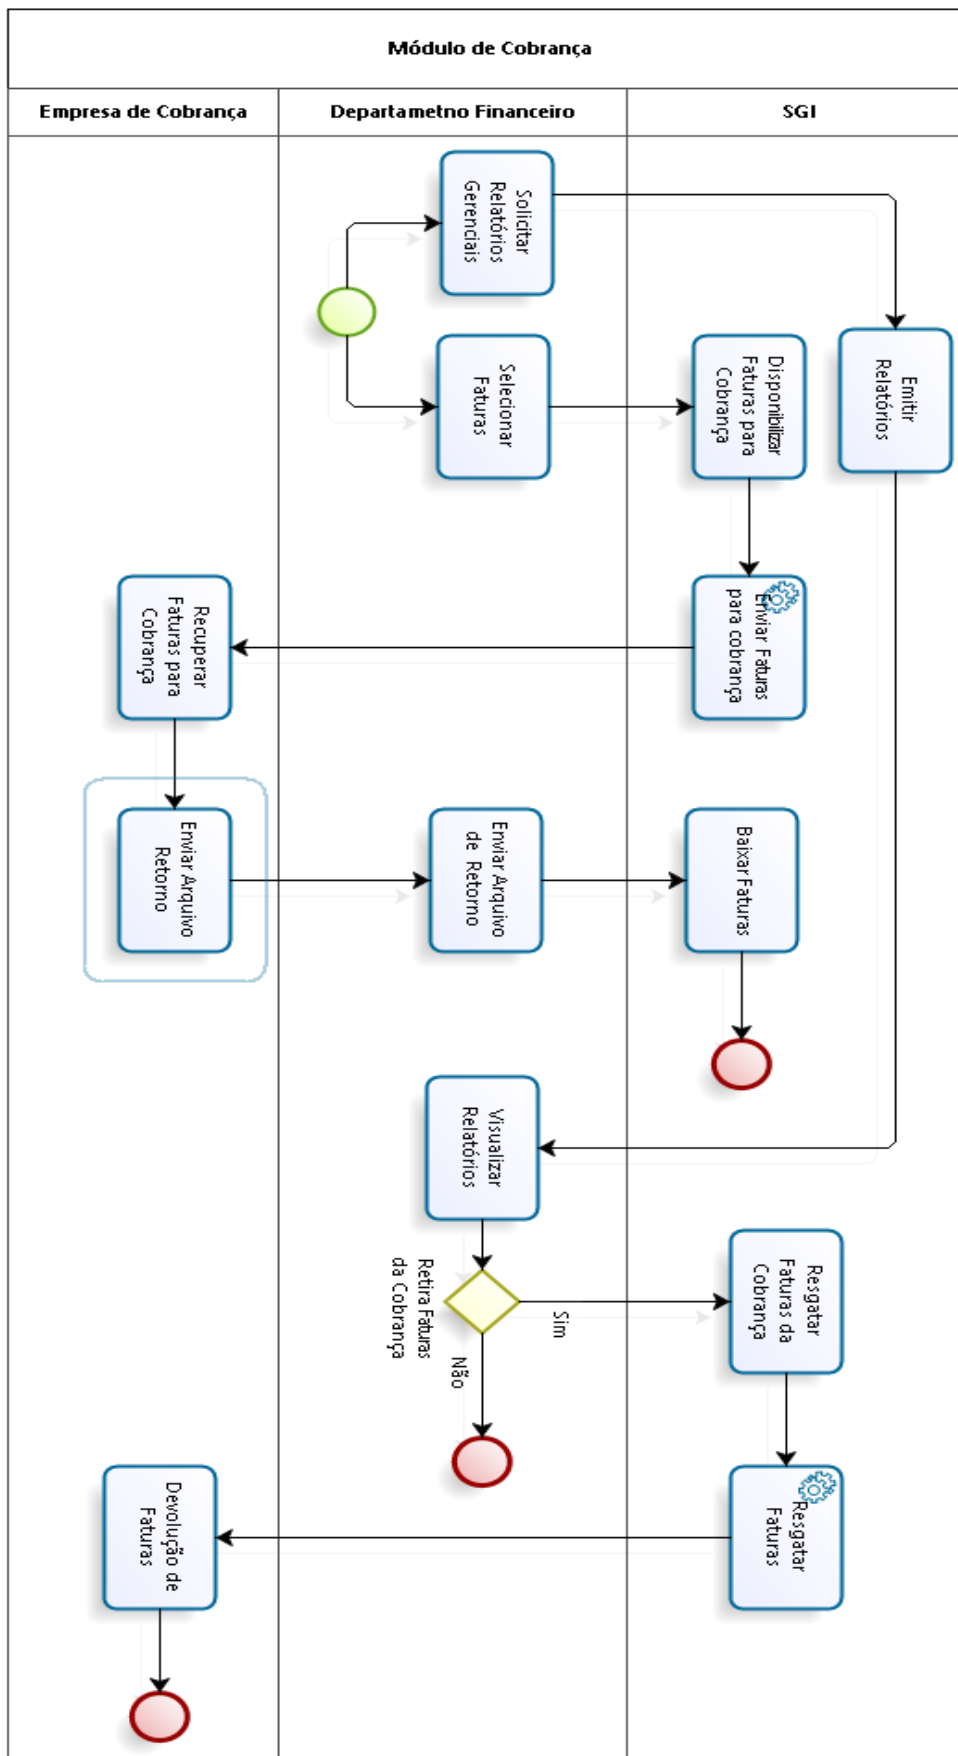 Módulo de Cobrança
Empresa de Cobrança
Departametno Financeiro
SGI
Solicitar
Relatórios
Gerenciais
Selecionar
Faturas
Disponibilizar
Faturas para
Cobrança
Emitir
Relatórios
Enviar Faturas
para cobrança
Recuperar
Faturas para
Cobrança
Enviar Arquivo
Retorno
Enviar Arquivo
de Retorno
Baixar Faturas
Visualizar
Relatórios
Retira Faturas
da Cobrança
Sim
Não
Resgatar
Faturas da
Cobrança
Resgatar
Faturas
Devolução de
Faturas